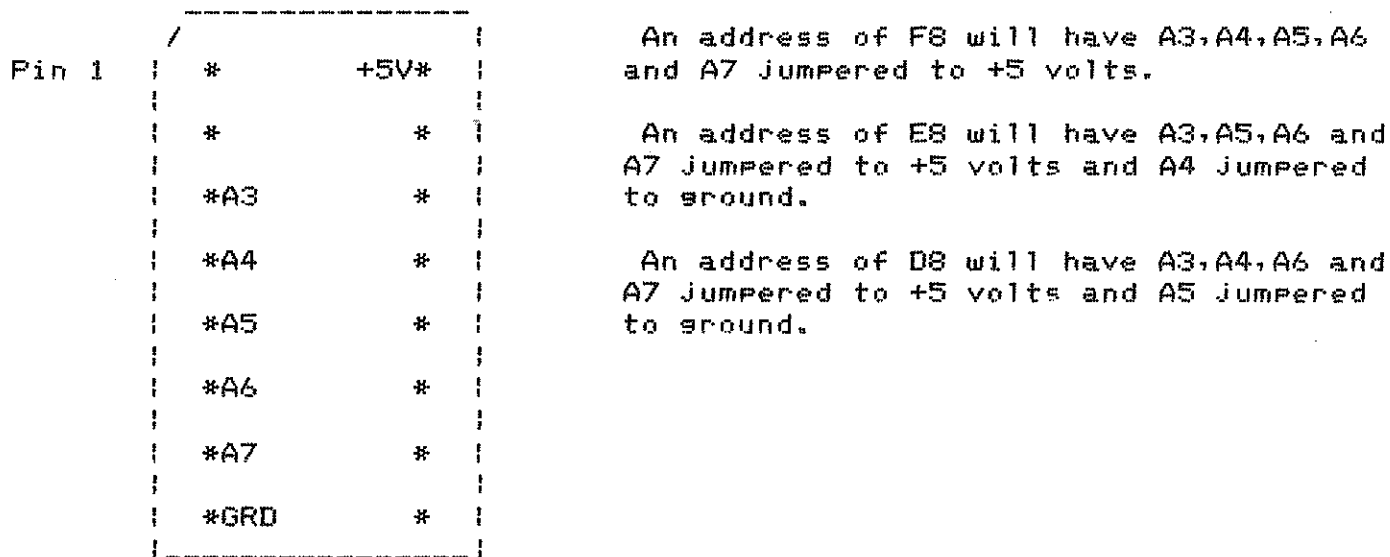 An address of F8 will have A3,A4,A5,A6
Pin 1 * +5V* and A7 jumpered to +5 volts.
* * An address of E8 will have A3,A5,A6 and
A7 jumpered to +5 volts and A4 jumpered
*A3 * to ground.
*A4 * An address of D8 will have A3,A4,A6 and
A7 jumpered to +5 volts and A5 jumpered
*A5 * to ground.
*A6 *
*A7 *
*GRD *